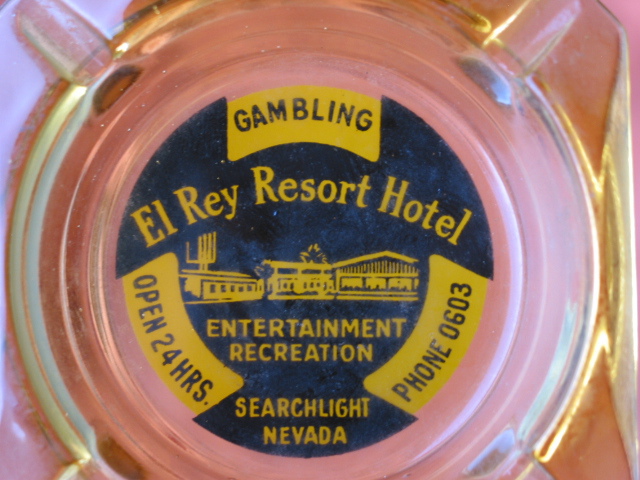 GAMBLING
El Rey Resort Hotel
OPEN 24 HRS.
ENTERTAINMENT
RECREATION
PHONE 0603
SEARCHLIGHT
NEVADA